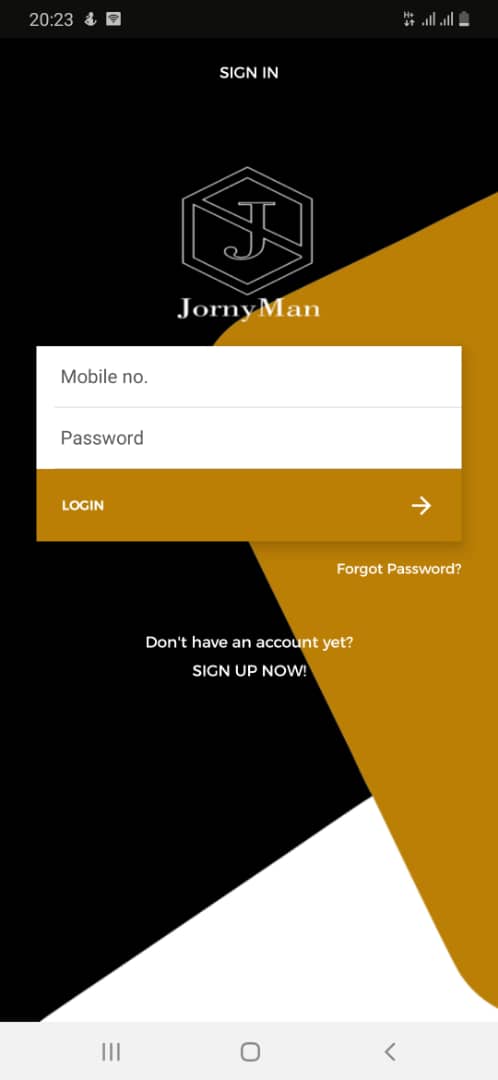 20:23
H+
SIGN IN
J
JornyMan
Mobile no.
Password
LOGIN
Forgot Password?
Don't have an account yet?
SIGN UP NOW!